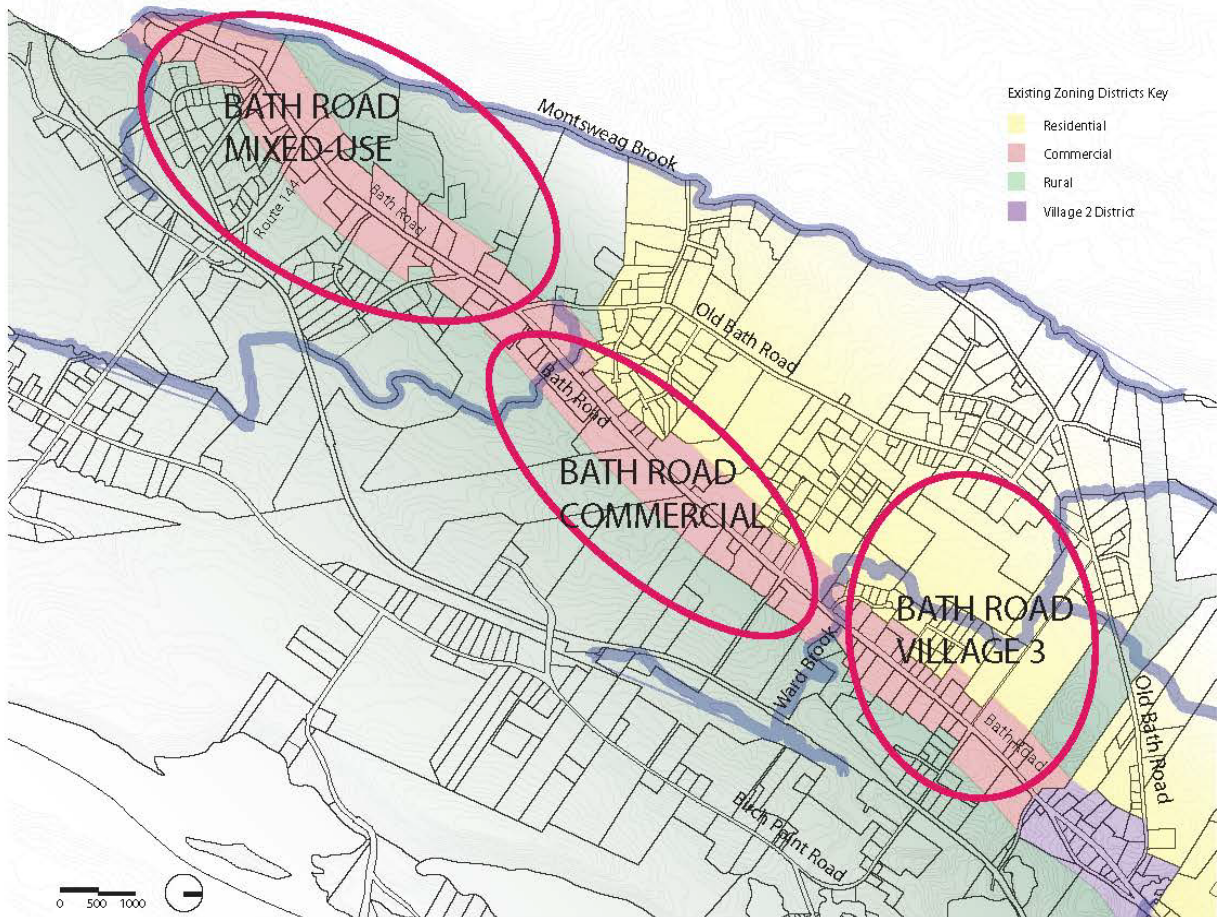 BATH ROAD
MIXED-USE
Montsweag Brook
Existing Zoning Districts Key
Residential
Commercial
Rural
Village 2 District
Bath Road
Route 144
Old Bath Road
Bath Road
BATH ROAD
COMMERCIAL
BATH ROAD
VILLAGE 3
Ward Brook
Bath Road
Old Bath Road
Birch Point Road
0 500 1000